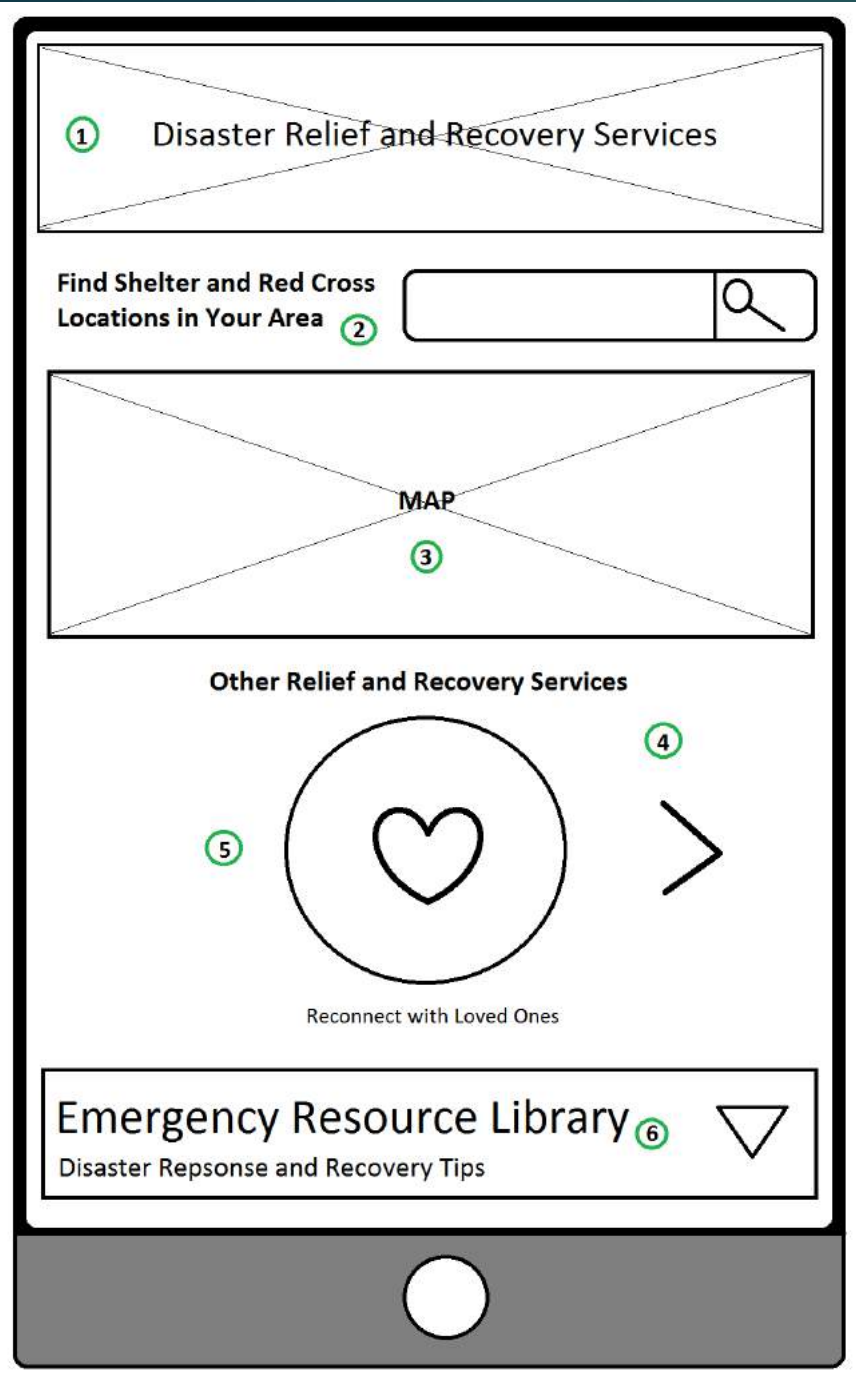 1 Disaster Relief and Recovery Services
Find Shelter and Red Cross
Locations in Your Area 2
MAP
3
Other Relief and Recovery Services
4
5
Reconnect with Loved Ones
Emergency Resource Library 6
Disaster Repsonse and Recovery Tips